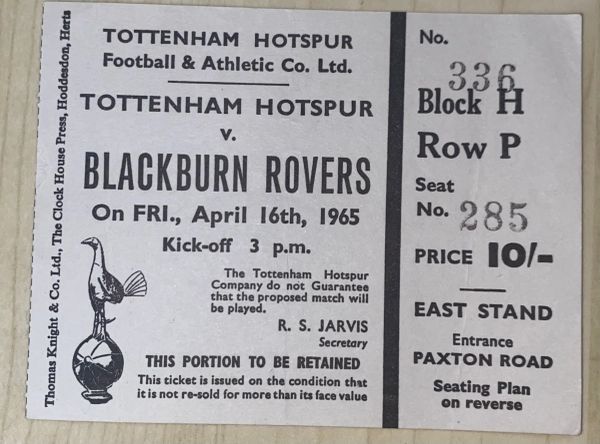 Thomas Knight & Co. Ltd., The Clock House Press, Hoddesdon, Herts
TOTTENHAM HOTSPUR
Football & Athletic Co. Ltd.
TOTTENHAM HOTSPUR
v.
BLACKBURN ROVERS
On FRI., April 16th, 1965
Kick-off 3 p.m.
The Tottenham Hotspur
Company do not Guarantee
that the proposed match will
be played.
R. S. JARVIS
Secretary
THIS PORTION TO BE RETAINED
This ticket is issued on the condition that
it is not re-sold for more than its face value
No.
336
Block H
Row P
Seat
No. 285
PRICE 10/-
EAST STAND
Entrance
PAXTON ROAD
Seating Plan
on reverse